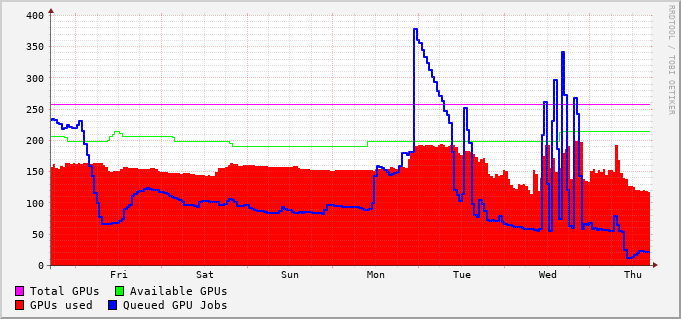 400
350
300
250
200
150
100
50
0
Fri Sat Sun Mon Tue Wed Thu
Total GPUs Available GPUs
GPUs used Queued GPU Jobs
RRDTOOL / TOBI OETIKER